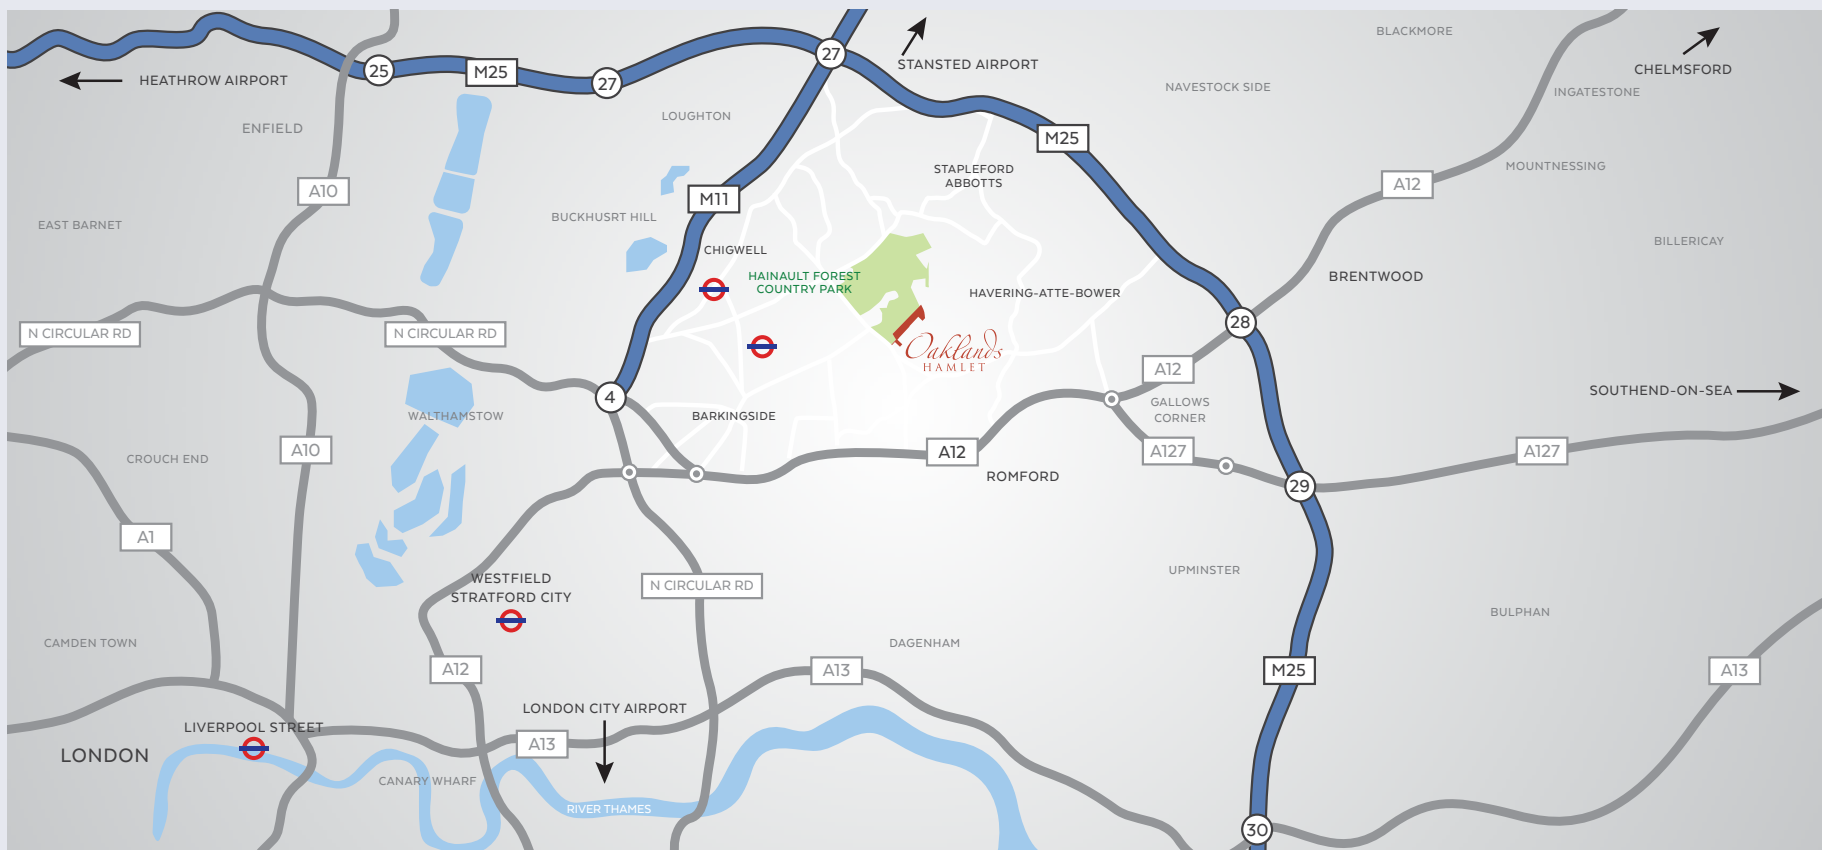 BLACKMORE
27
STANSTED AIRPORT
CHELMSFORD
25
M25
27
HEATHROW AIRPORT
NAVESTOCK SIDE
INGATESTONE
LOUGHTON
ENFIELD
M25
MOUNTNESSING
STAPLEFORD
ABBOTTS
A12
A10
M11
BUCKHUSRT HILL
EAST BARNET
BILLERICAY
CHIGWELL
HAINAULT FOREST
COUNTRY PARK
BRENTWOOD
HAVERING-ATTE-BOWER
28
N CIRCULAR RD
N CIRCULAR RD
Oaklands
HAMLET
A12
SOUTHEND-ON-SEA
4
GALLOWS
CORNER
WALTHAMSTOW
BARKINGSIDE
A10
A12
A127
A127
CROUCH END
ROMFORD
29
A1
UPMINSTER
WESTFIELD
STRATFORD CITY
N CIRCULAR RD
BULPHAN
CAMDEN TOWN
DAGENHAM
A12
A13
M25
A13
LONDON CITY AIRPORT
LIVERPOOL STREET
A13
LONDON
CANARY WHARF
RIVER THAMES
30